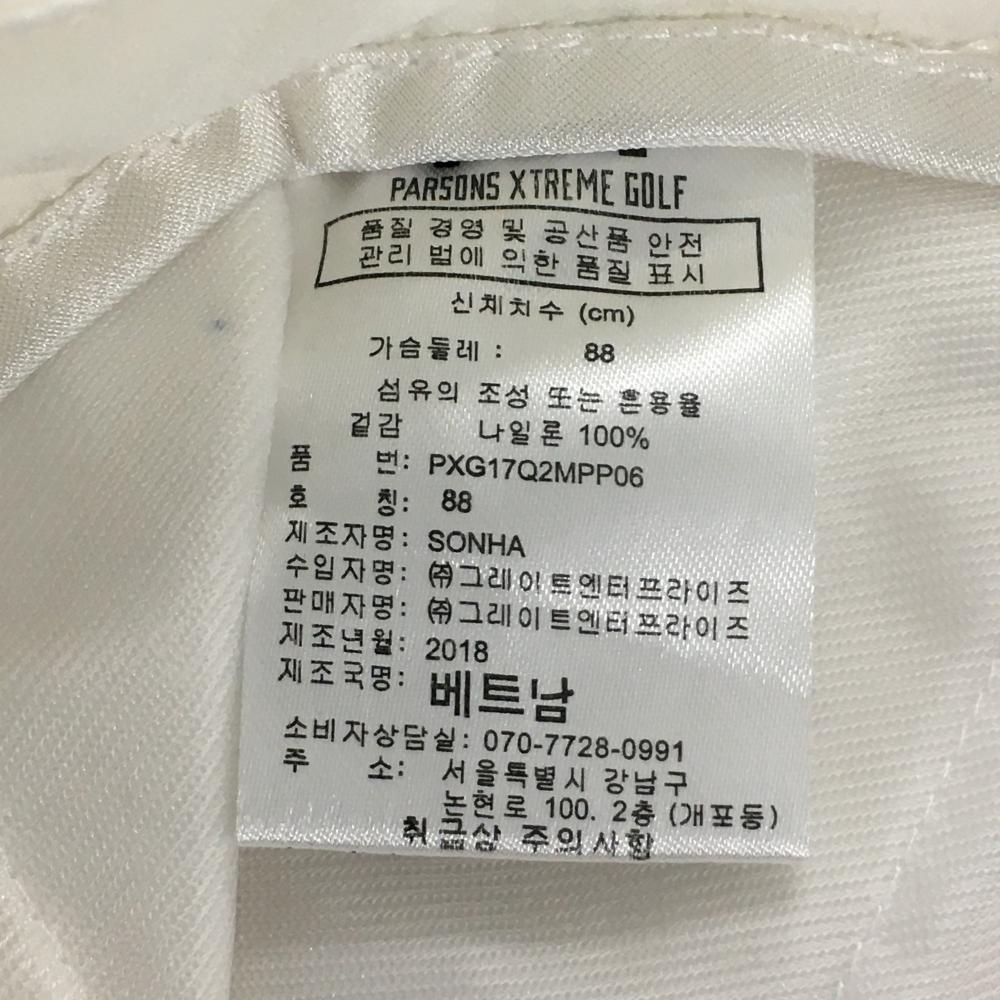 PARSONS XTREME GOLF
품질 경영 및 공산품 안전
관리 법에 의한 품질 표시
신체치수 (cm)
가슴둘레 : 88
섬유의 조성 또는 혼용율
겉감 나일론 100%
품 번: PXG17Q2MPP06
호 칭: 88
제조자명: SONHA
수입자명: ㈜그레이트엔터프라이즈
판매자명: ㈜그레이트엔터프라이즈
제조년월: 2018
제조국명: 베트남
소비자상담실: 070-7728-0991
주 소: 서울특별시 강남구
논현로 100. 2층 (개포동)
취급상 주의사항